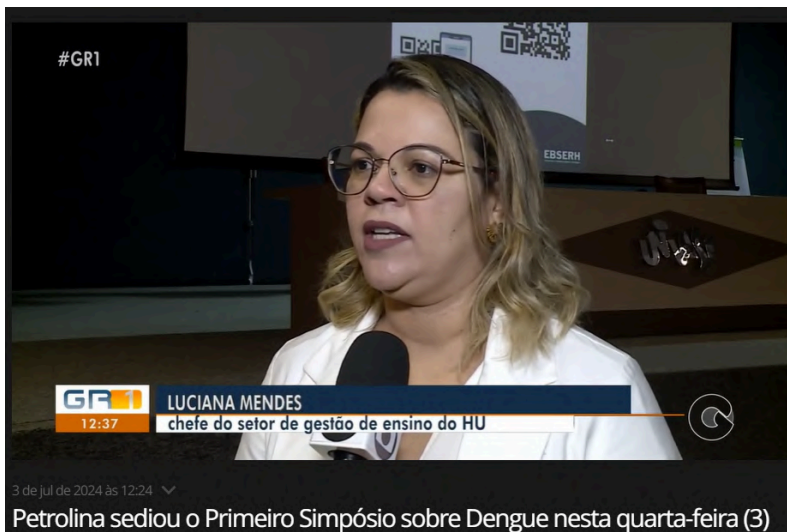 #GR1
EBSERH
GR1
LUCIANA MENDES
12:37
chefe do setor de gestão de ensino do HU
3 de jul de 2024 às 12:24
Petrolina sediou o Primeiro Simpósio sobre Dengue nesta quarta-feira (3)